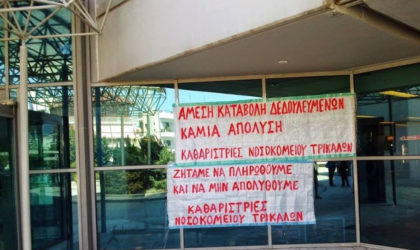 ΑΜΕΣΗ ΚΑΤΑΒΟΛΗ ΔΕΔΟΥΛΕΥΜΕΝΩΝ
ΚΑΜΙΑ ΑΠΟΛΥΣΗ
ΚΑΘΑΡΙΣΤΡΙΕΣ ΝΟΣΟΚΟΜΕΙΟΥ ΤΡΙΚΑΛΩΝ
ΖΗΤΑΜΕ ΝΑ ΠΛΗΡΩΘΟΥΜΕ
ΚΑΙ ΝΑ ΜΗΝ ΑΠΟΛΥΘΟΥΜΕ
ΚΑΘΑΡΙΣΤΡΙΕΣ
ΝΟΣΟΚΟΜΕΙΟΥ ΤΡΙΚΑΛΩΝ